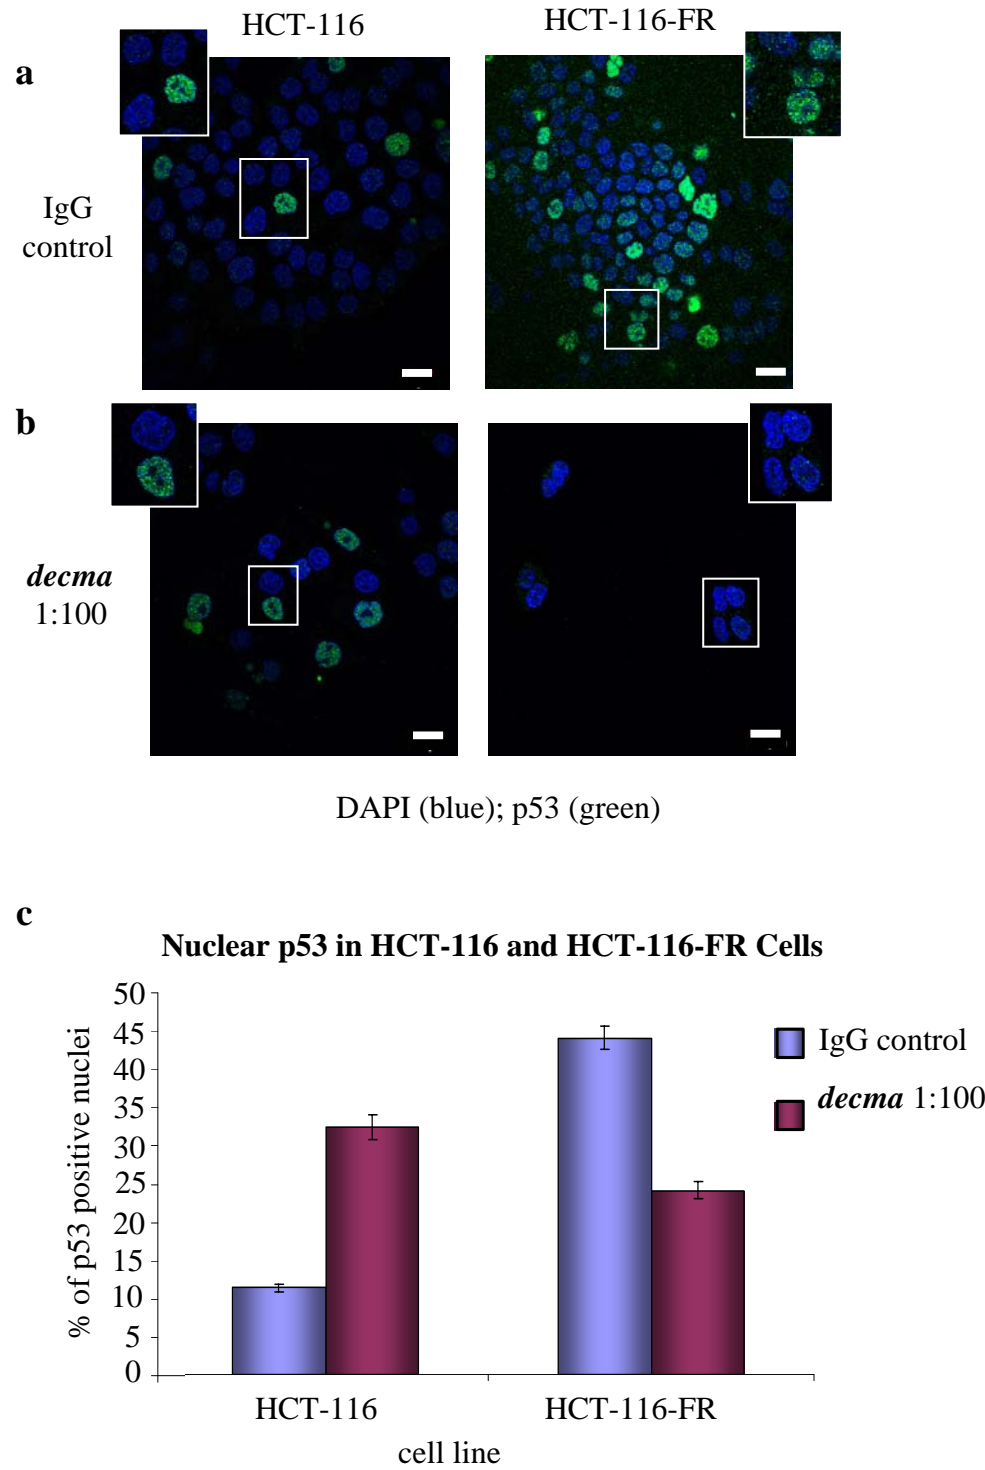 HCT-116
HCT-116-FR
a
IgG
control
b
decma
1:100
DAPI (blue); p53 (green)
c
Nuclear p53 in HCT-116 and HCT-116-FR Cells
% of p53 positive nuclei
50
45
40
35
30
25
20
15
10
5
0
IgG control
decma 1:100
HCT-116
HCT-116-FR
cell line